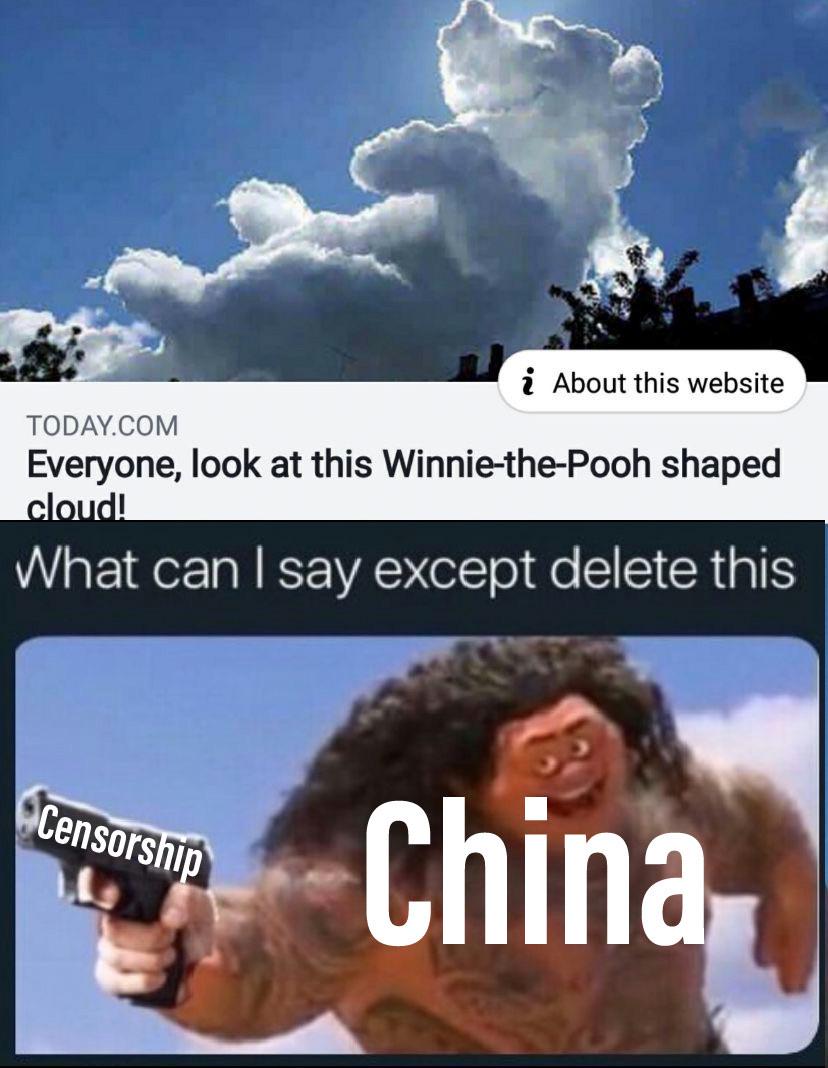 i About this website
TODAY.COM
Everyone, look at this Winnie-the-Pooh shaped
cloud!
What can I say except delete this
Censorship
China